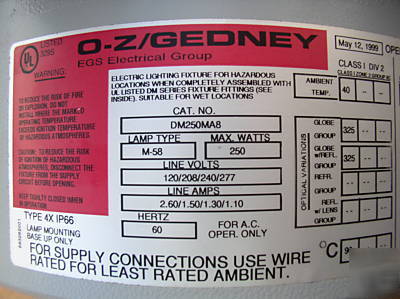 UL
LISTED
529S
O-Z/GEDNEY
EGS Electrical Group
WARNING:
TO REDUCE THE RISK OF FIRE
OR EXPLOSION, DO NOT
INSTALL WHERE THE MARKED
OPERATING TEMPERATURE
EXCEEDS IGNITION TEMPERATURE
OF HAZARDOUS ATMOSPHERE.
TO REDUCE THE RISK OF
IGNITION OF HAZARDOUS
ATMOSPHERES, DISCONNECT THE
FIXTURE FROM THE SUPPLY
CIRCUIT BEFORE OPENING.
KEEP TIGHTLY CLOSED WHEN
IN OPERATION.
TYPE 4X IP66
LAMP MOUNTING
BASE UP ONLY
ELECTRIC LIGHTING FIXTURE FOR HAZARDOUS
LOCATIONS WHEN COMPLETELY ASSEMBLED WITH
UL LISTED DM SERIES FIXTURE FITTINGS (SEE
INSIDE). SUITABLE FOR WET LOCATIONS
CAT. NO.
DM250MA8
LAMP TYPE
MAX. WATTS
M-58
250
LINE VOLTS
120/208/240/277
LINE AMPS
2.60/1.50/1.30/1.10
HERTZ
60
FOR A.C.
OPER. ONLY
FOR SUPPLY CONNECTIONS USE WIRE
RATED FOR LEAST RATED AMBIENT.
May 12, 1999
CLASS I DIV 2
AMBIENT
TEMP.
40
OPTICAL VARIATIONS
GLOBE
GROUP
325
GLOBE
w/REFL.
GROUP
325
REFR.
GROUP
REFL.
w/LENS
GROUP
°C